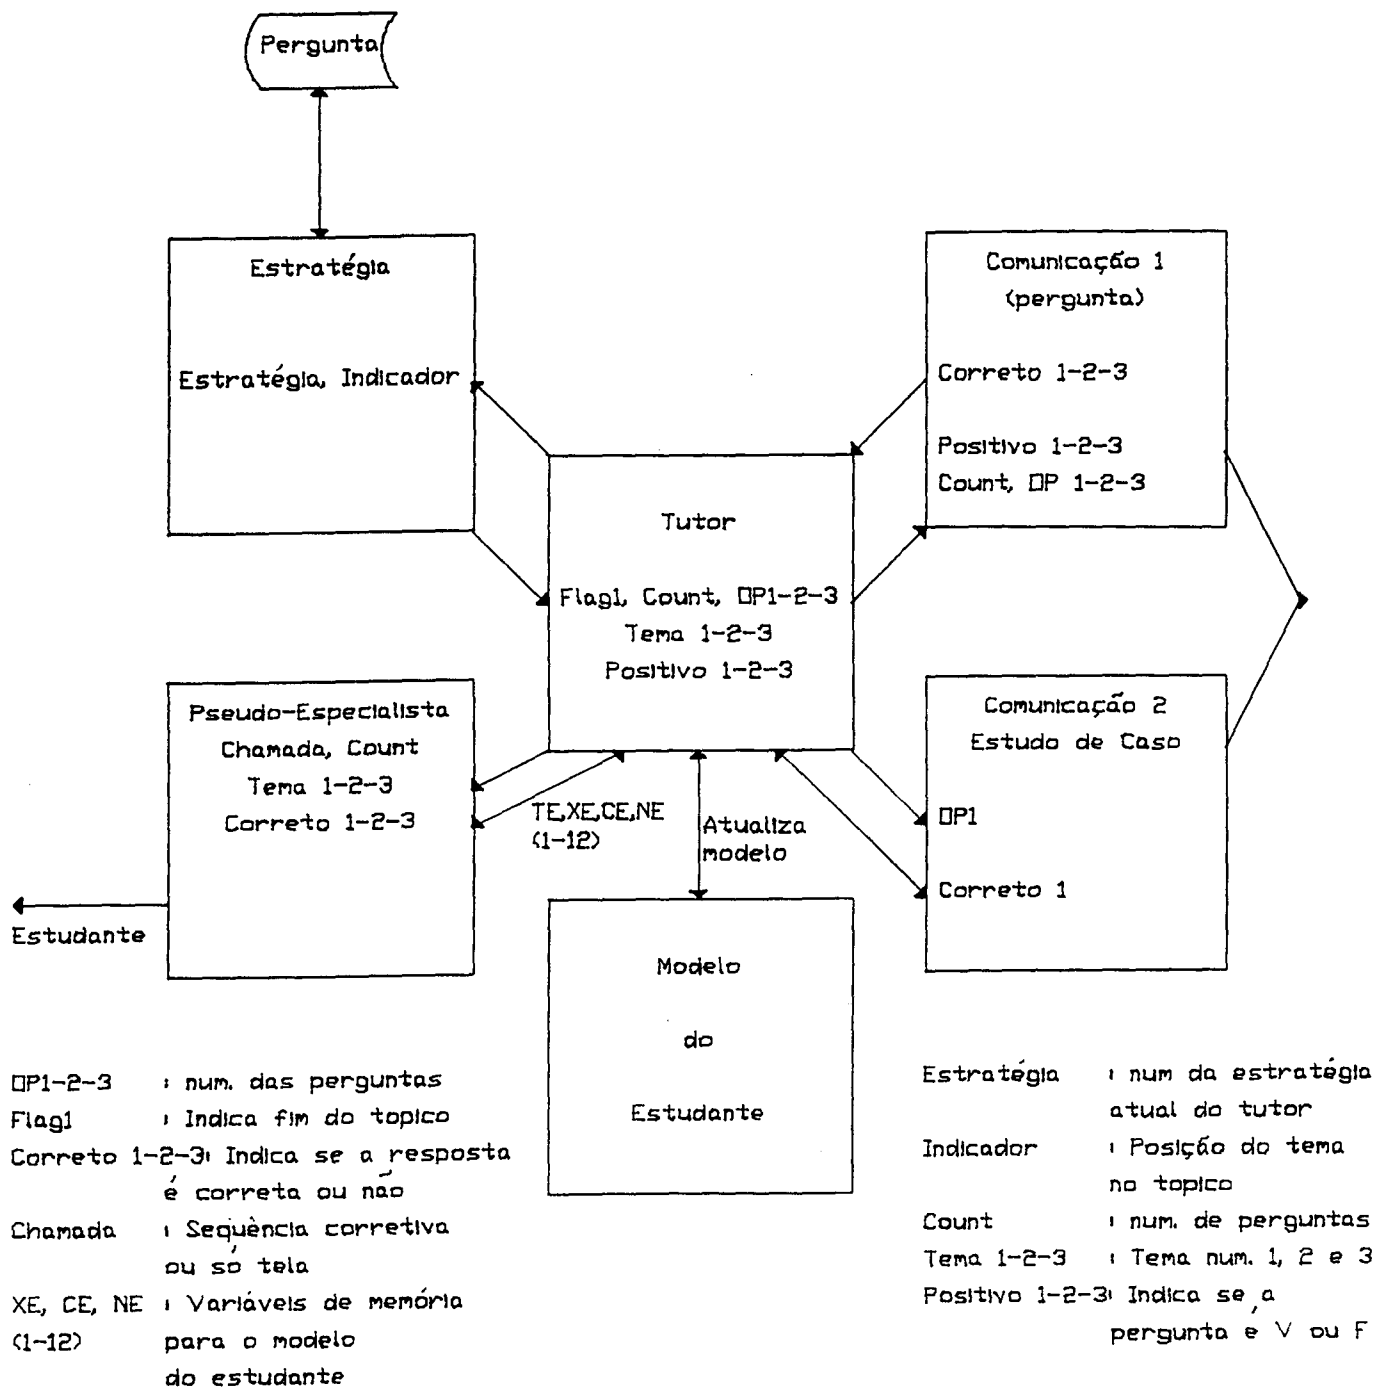 Pergunta
Estratégia
Estratégia, Indicador
Comunicação 1
(pergunta)
Correto 1-2-3
Positivo 1-2-3
Count, OP 1-2-3
Tutor
Flag1, Count, OP1-2-3
Tema 1-2-3
Positivo 1-2-3
Pseudo-Especialista
Chamada, Count
Tema 1-2-3
Correto 1-2-3
Estudante
TE,XE,CE,NE
(1-12)
Atualiza
modelo
Comunicação 2
Estudo de Caso
OP1
Correto 1
Modelo
do
Estudante
OP1-2-3 : num. das perguntas
Flag1 : Indica fim do topico
Correto 1-2-3: Indica se a resposta
é correta ou não
Chamada : Sequência corretiva
ou só tela
XE, CE, NE : Variáveis de memória
(1-12) para o modelo
do estudante
Estratégia : num da estratégia
atual do tutor
Indicador : Posição do tema
no topico
Count : num. de perguntas
Tema 1-2-3 : Tema num. 1, 2 e 3
Positivo 1-2-3: Indica se a
pergunta é V ou F